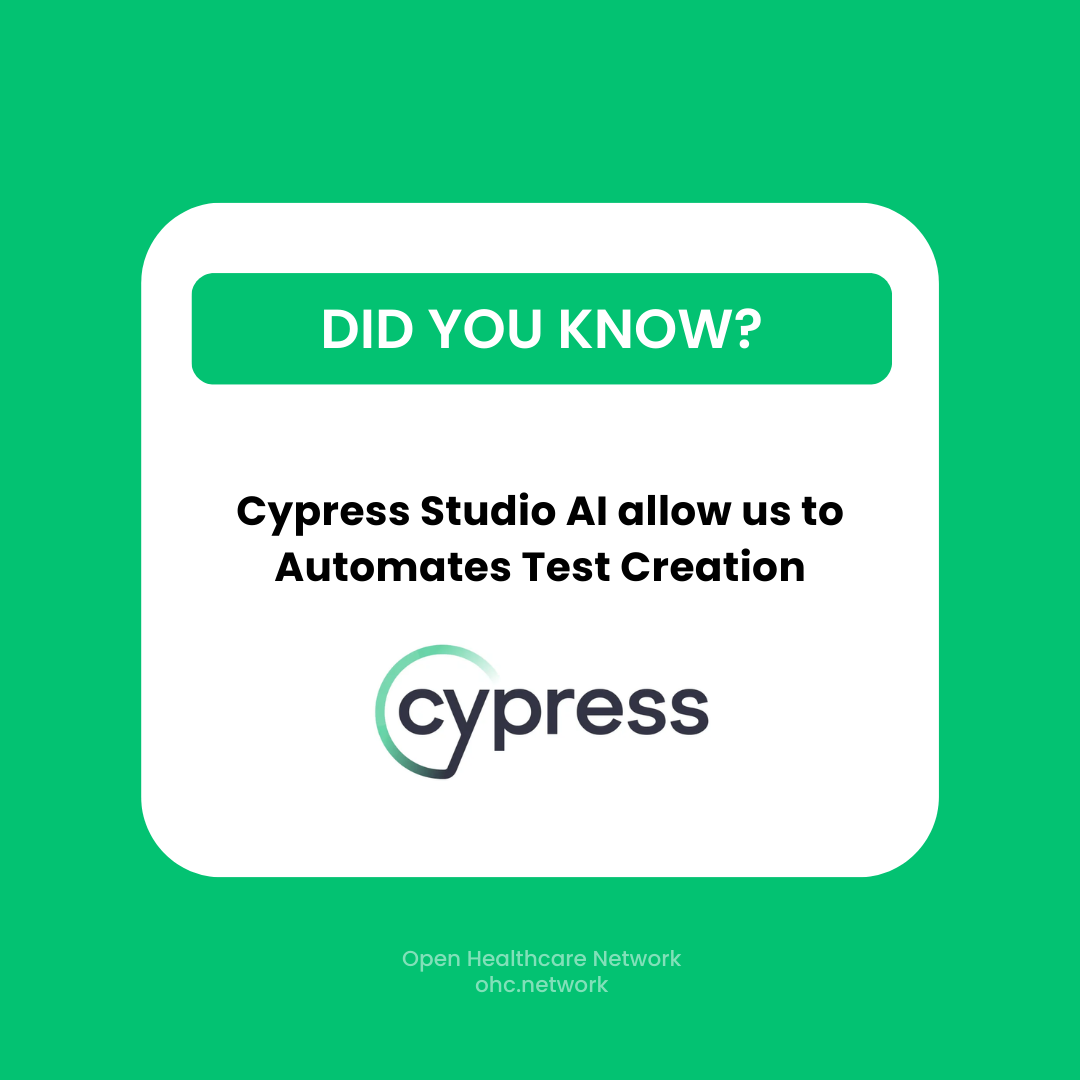 DID YOU KNOW?
Cypress Studio AI allow us to
Automates Test Creation
cypress
Open Healthcare Network
ohc.network